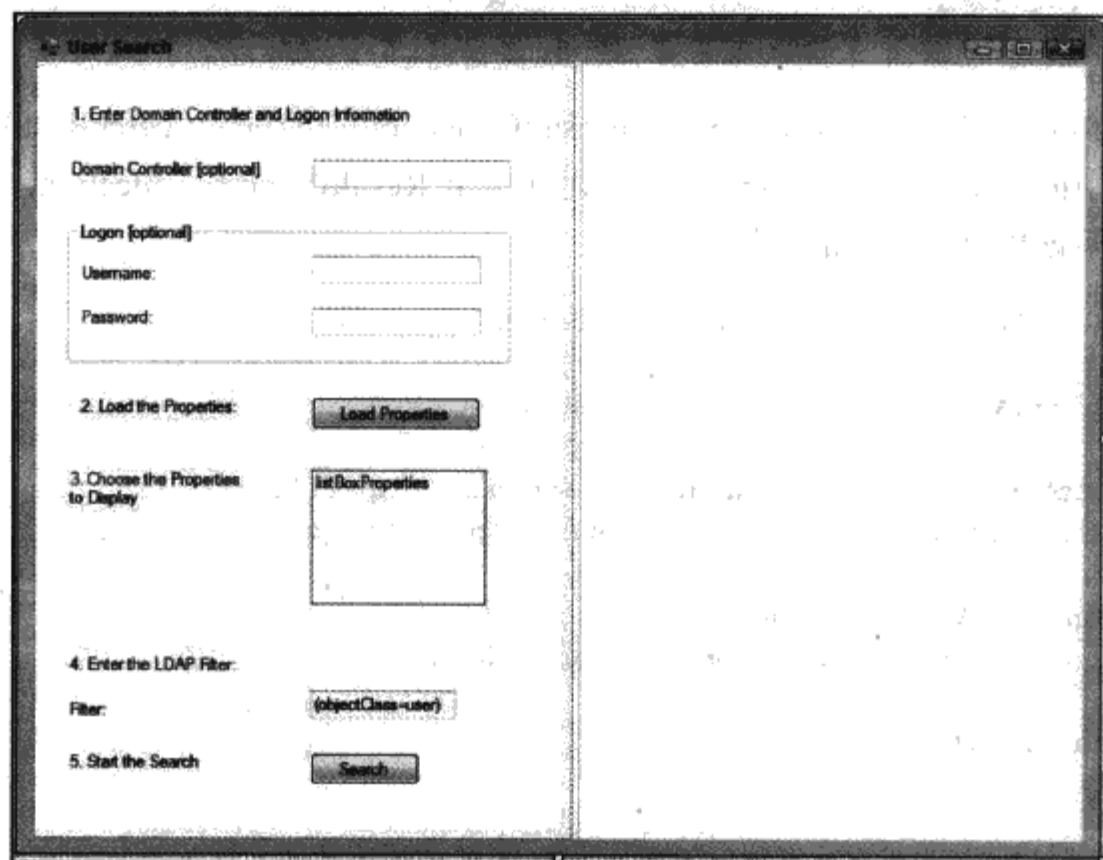 User Search
1. Enter Domain Controller and Logon Information
Domain Controller [optional]
Logon [optional]
Username:
Password:
2. Load the Properties:
Load Properties
3. Choose the Properties
to Display
listBoxProperties
4. Enter the LDAP Filter:
Filter:
(objectClass=user)
5. Start the Search
Search